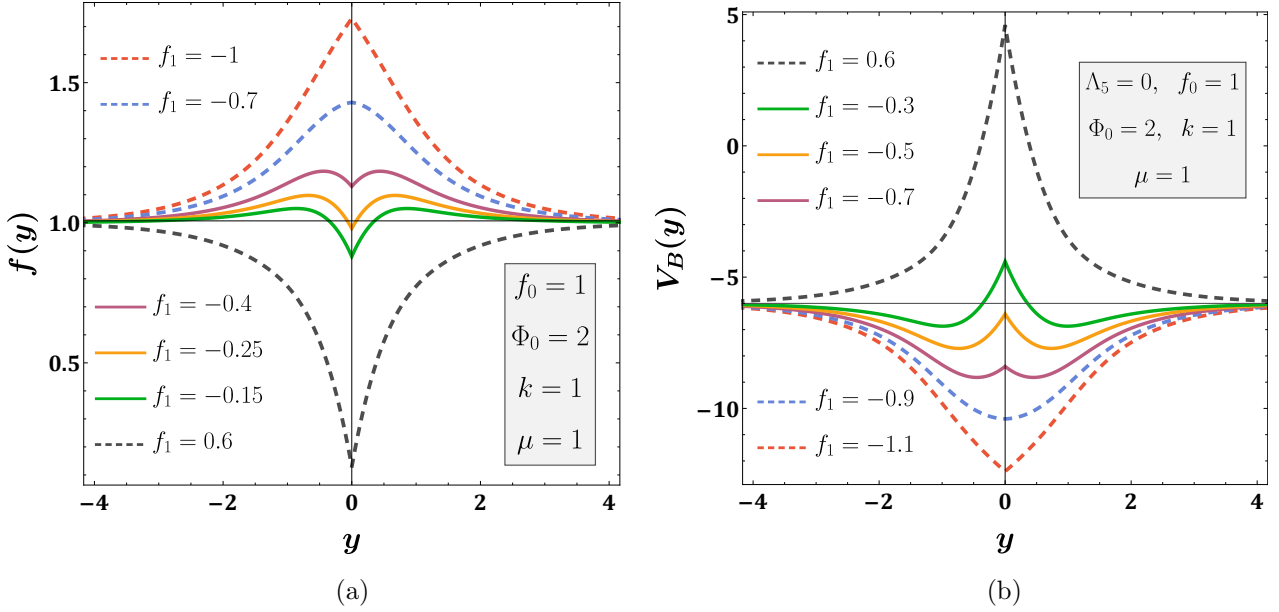 f(y)
1.5
1.0
0.5
f₁ = −1
f₁ = −0.7
f₁ = −0.4
f₁ = −0.25
f₁ = −0.15
f₁ = 0.6
f₀ = 1
Φ₀ = 2
k = 1
μ = 1
−4 −2 0 2 4
y
(a)
V_B(y)
5
0
−5
−10
f₁ = 0.6
f₁ = −0.3
f₁ = −0.5
f₁ = −0.7
Λ₅ = 0, f₀ = 1
Φ₀ = 2, k = 1
μ = 1
f₁ = −0.9
f₁ = −1.1
−4 −2 0 2 4
y
(b)